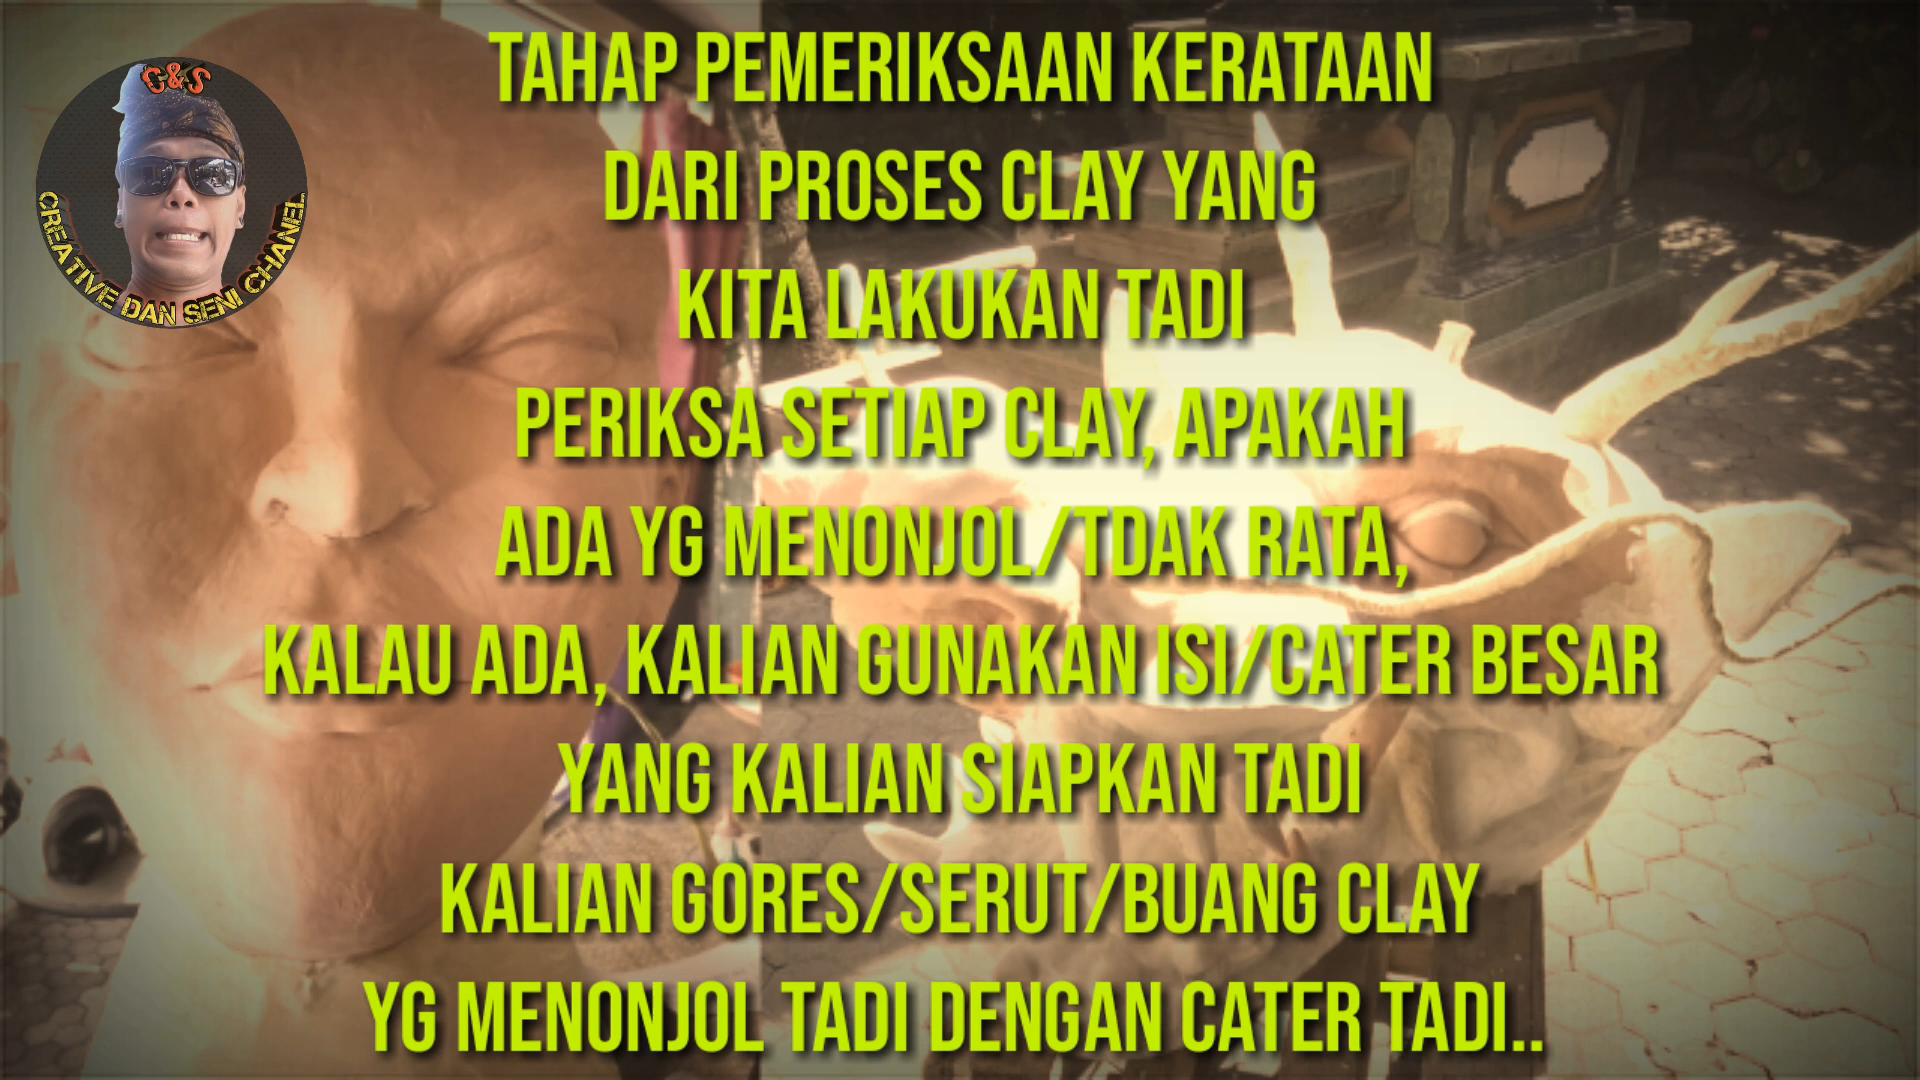 C&S
CREATIVE DAN SENI CHANEL
TAHAP PEMERIKSAAN KERATAAN
DARI PROSES CLAY YANG
KITA LAKUKAN TADI
PERIKSA SETIAP CLAY, APAKAH
ADA YG MENONJOL/TDAK RATA,
KALAU ADA, KALIAN GUNAKAN ISI/CATER BESAR
YANG KALIAN SIAPKAN TADI
KALIAN GORES/SERUT/BUANG CLAY
YG MENONJOL TADI DENGAN CATER TADI..